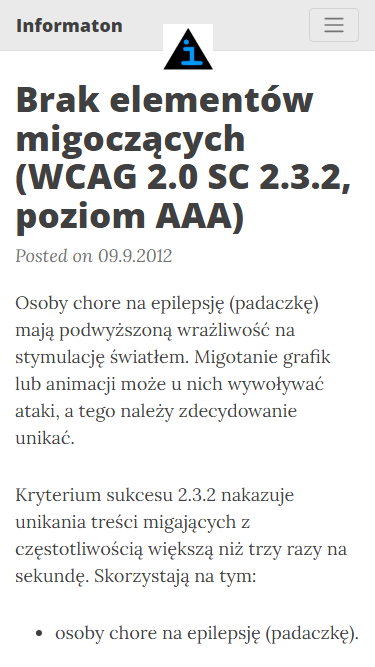 Informaton
i
Brak elementów
migoczących
(WCAG 2.0 SC 2.3.2,
poziom AAA)
Posted on 09.9.2012
Osoby chore na epilepsję (padaczkę)
mają podwyższoną wrażliwość na
stymulację światłem. Migotanie grafik
lub animacji może u nich wywoływać
ataki, a tego należy zdecydowanie
unikać.
Kryterium sukcesu 2.3.2 nakazuje
unikania treści migających z
częstotliwością większą niż trzy razy na
sekundę. Skorzystają na tym:
• osoby chore na epilepsję (padaczkę).